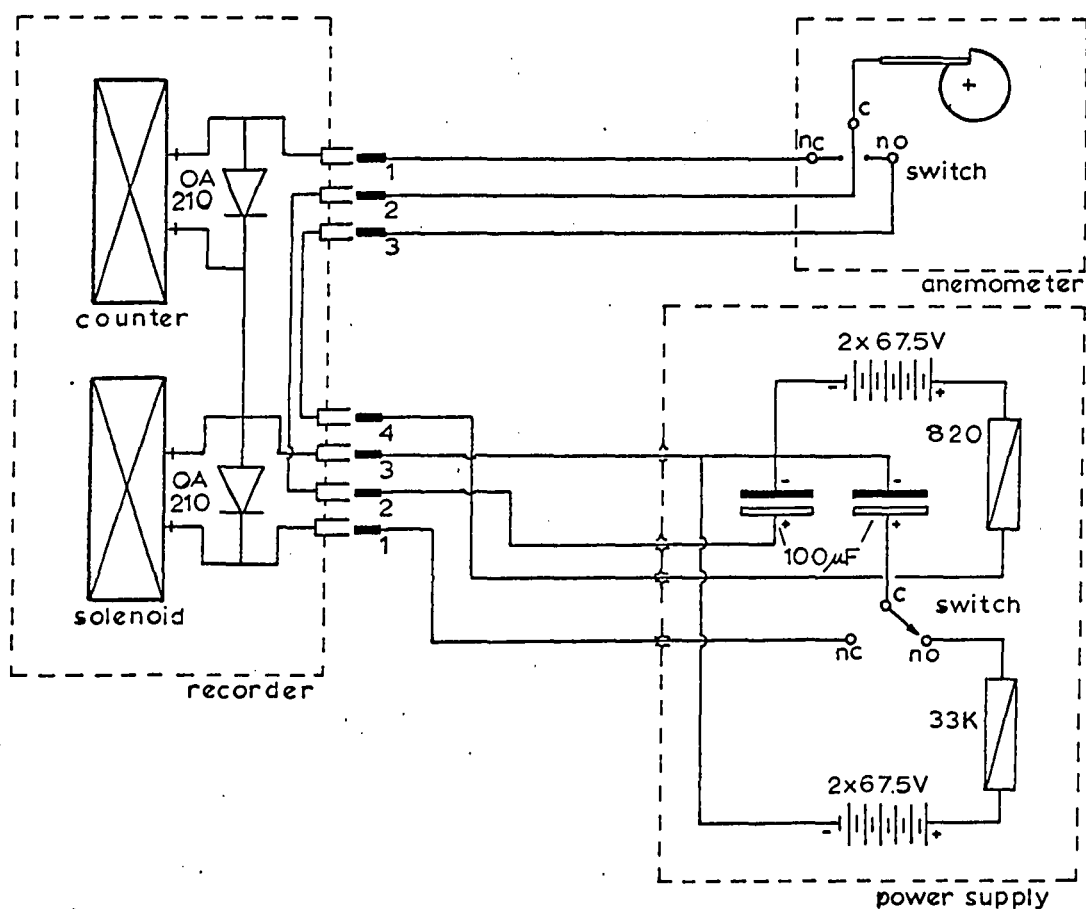 OA
210
counter
1
2
3
nc
c
no
switch
anemometer
OA
210
solenoid
4
3
2
1
recorder
2x67.5V
-
+
820
-
-
+
+
100μF
c
switch
nc
no
33K
2x67.5V
-
+
power supply
+